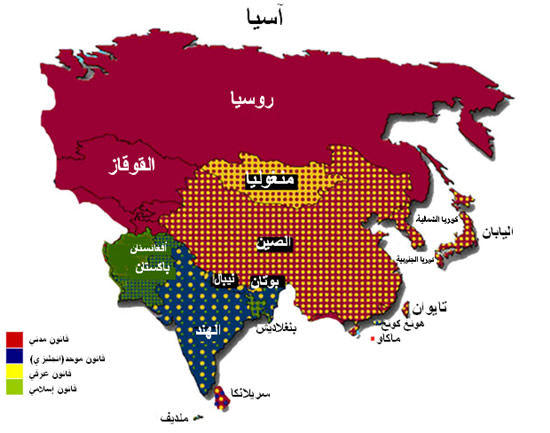 آسيا
روسيا
القوقاز
منغوليا
كوريا الشمالية
اليابان
الصين
أفغانستان
باكستان
كوريا الجنوبية
نيبال
بوتان
تايوان
هونغ كونغ
بنغلاديش
الهند
ماكاو
قانون مدني
قانون موحد(انجليزي)
قانون عرفي
قانون إسلامي
سريلانكا
ملديف